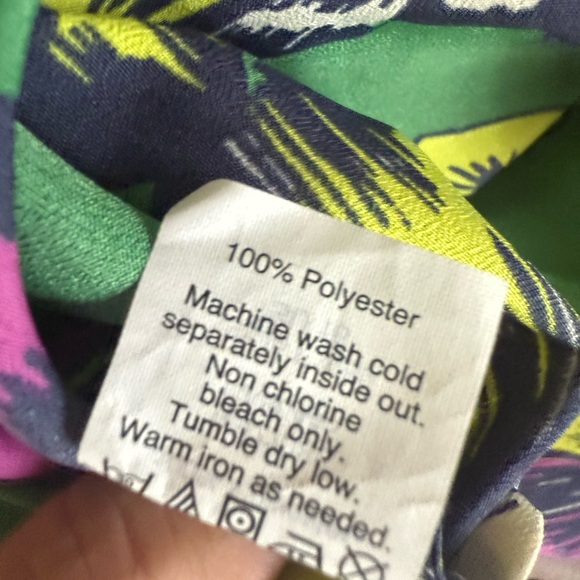 100% Polyester
Machine wash cold
separately inside out.
Non chlorine
bleach only.
Tumble dry low.
Warm iron as needed.